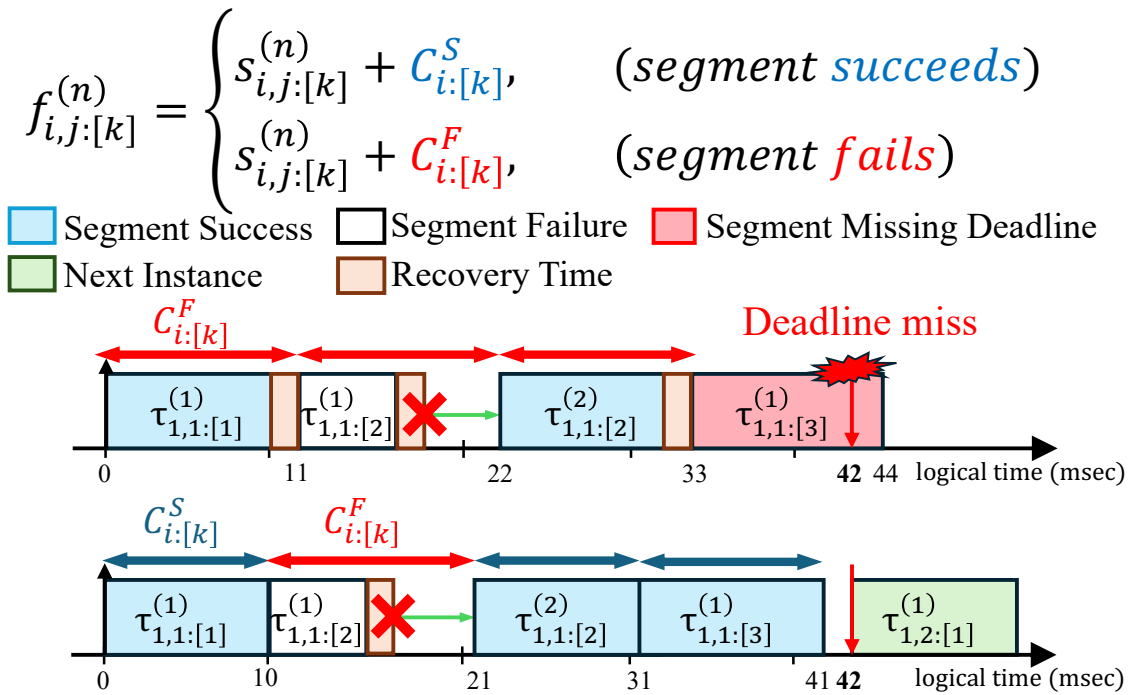 f_{i,j:[k]}^{(n)} = { s_{i,j:[k]}^{(n)} + C_{i:[k]}^{S}, (segment succeeds)
s_{i,j:[k]}^{(n)} + C_{i:[k]}^{F}, (segment fails)
Segment Success Segment Failure Segment Missing Deadline
Next Instance Recovery Time
C_{i:[k]}^{F} Deadline miss
τ_{1,1:[1]}^{(1)} τ_{1,1:[2]}^{(1)} τ_{1,1:[2]}^{(2)} τ_{1,1:[3]}^{(1)}
0 11 22 33 42 44 logical time (msec)
C_{i:[k]}^{S} C_{i:[k]}^{F}
τ_{1,1:[1]}^{(1)} τ_{1,1:[2]}^{(1)} τ_{1,1:[2]}^{(2)} τ_{1,1:[3]}^{(1)} τ_{1,2:[1]}^{(1)}
0 10 21 31 41 42 logical time (msec)